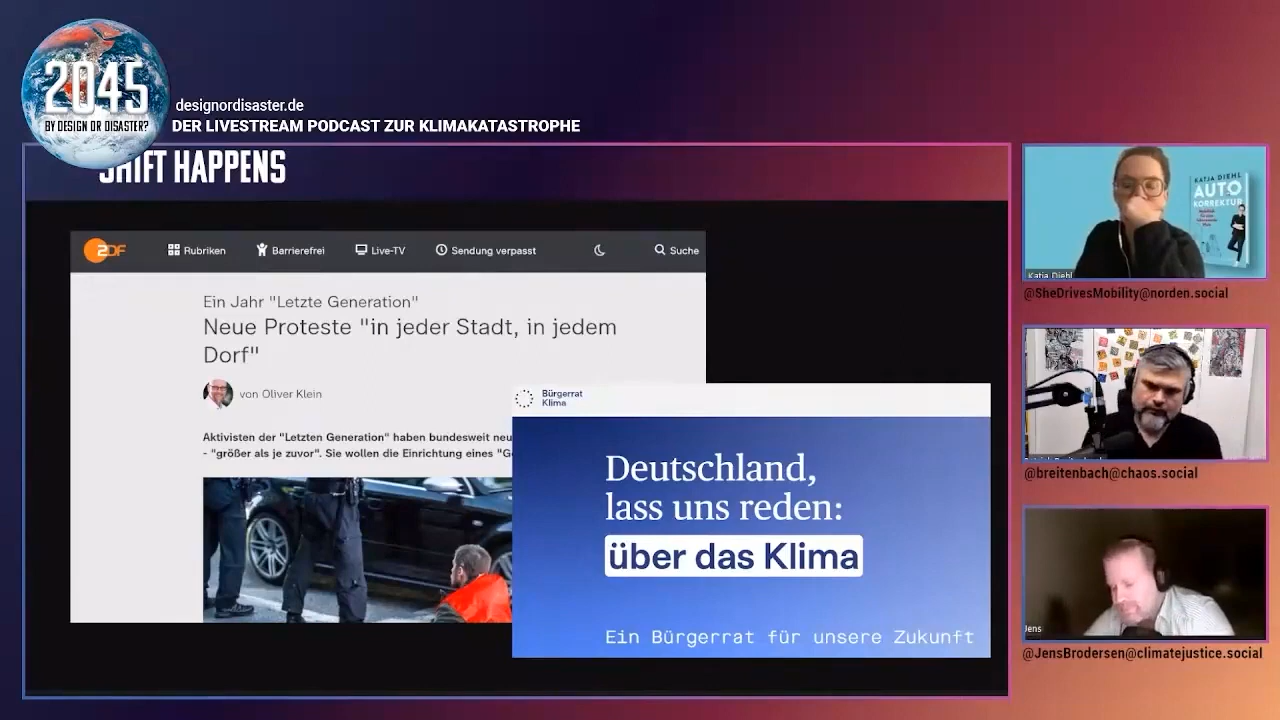 2045
BY DESIGN OR DISASTER?
designordisaster.de
DER LIVESTREAM PODCAST ZUR KLIMAKATASTROPHE
SHIFT HAPPENS
ZDF
Rubriken
Barrierefrei
Live-TV
Sendung verpasst
Suche
Ein Jahr "Letzte Generation"
Neue Proteste "in jeder Stadt, in jedem
Dorf"
von Oliver Klein
Aktivisten der "Letzten Generation" haben bundesweit neu
- "größer als je zuvor". Sie wollen die Einrichtung eines "G
Bürgerrat
Klima
Deutschland,
lass uns reden:
über das Klima
Ein Bürgerrat für unsere Zukunft
KATJA DIEHL
AUTO
KORREKTUR
Katja Diehl
@SheDrivesMobility@norden.social
@breitenbach@chaos.social
Jens
@JensBrodersen@climatejustice.social